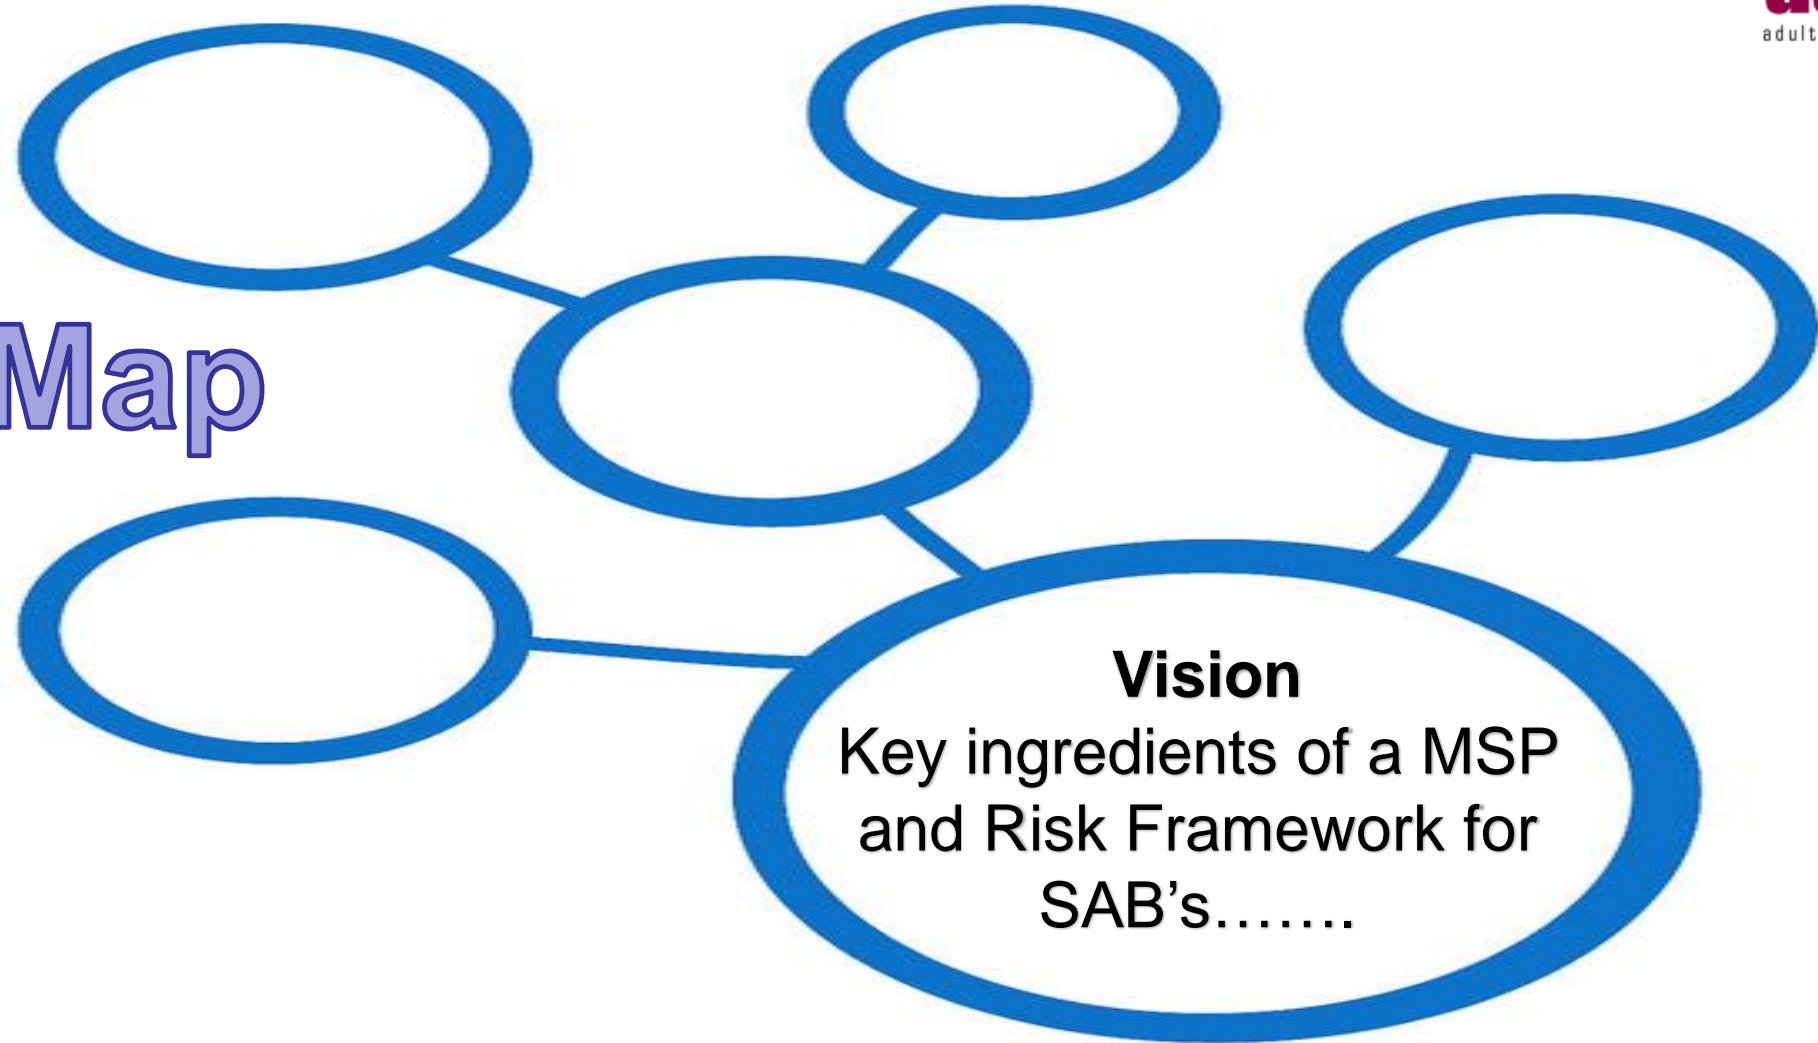 adult
Map
Vision
Key ingredients of a MSP
and Risk Framework for
SAB’s…….